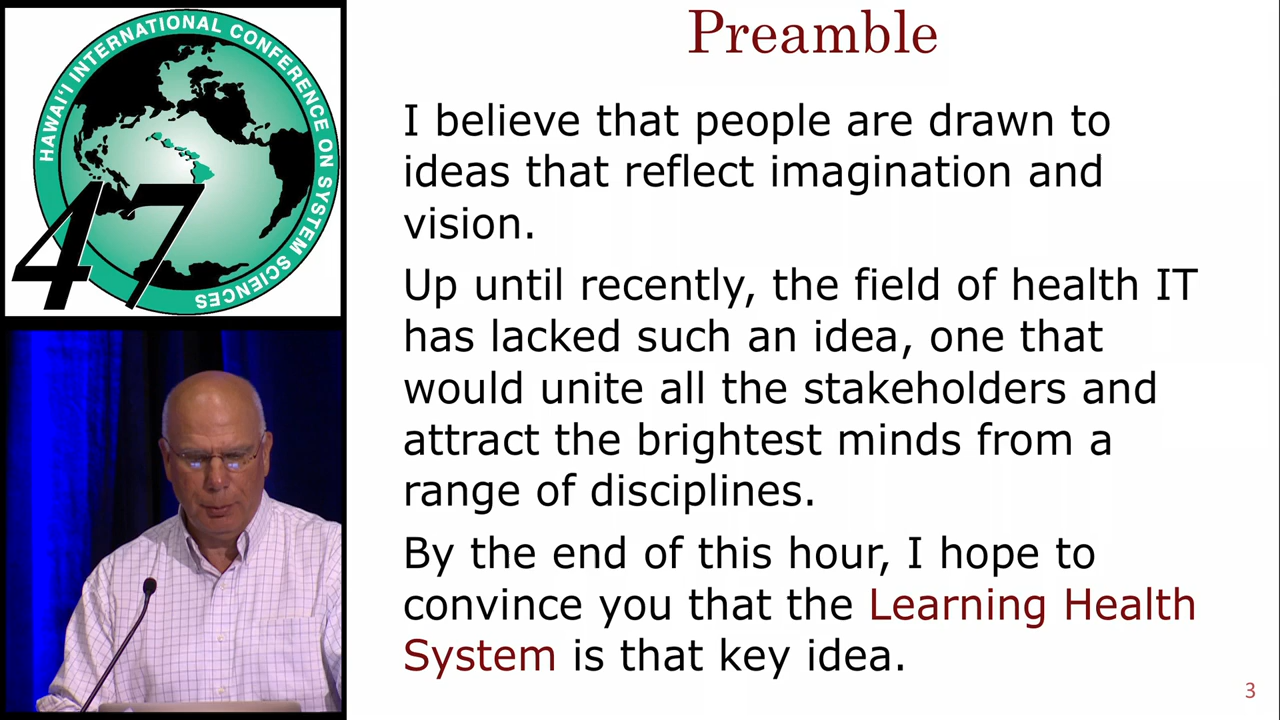 HAWAI'I INTERNATIONAL CONFERENCE ON SYSTEM SCIENCES
47
Preamble
I believe that people are drawn to
ideas that reflect imagination and
vision.
Up until recently, the field of health IT
has lacked such an idea, one that
would unite all the stakeholders and
attract the brightest minds from a
range of disciplines.
By the end of this hour, I hope to
convince you that the Learning Health
System is that key idea.
3